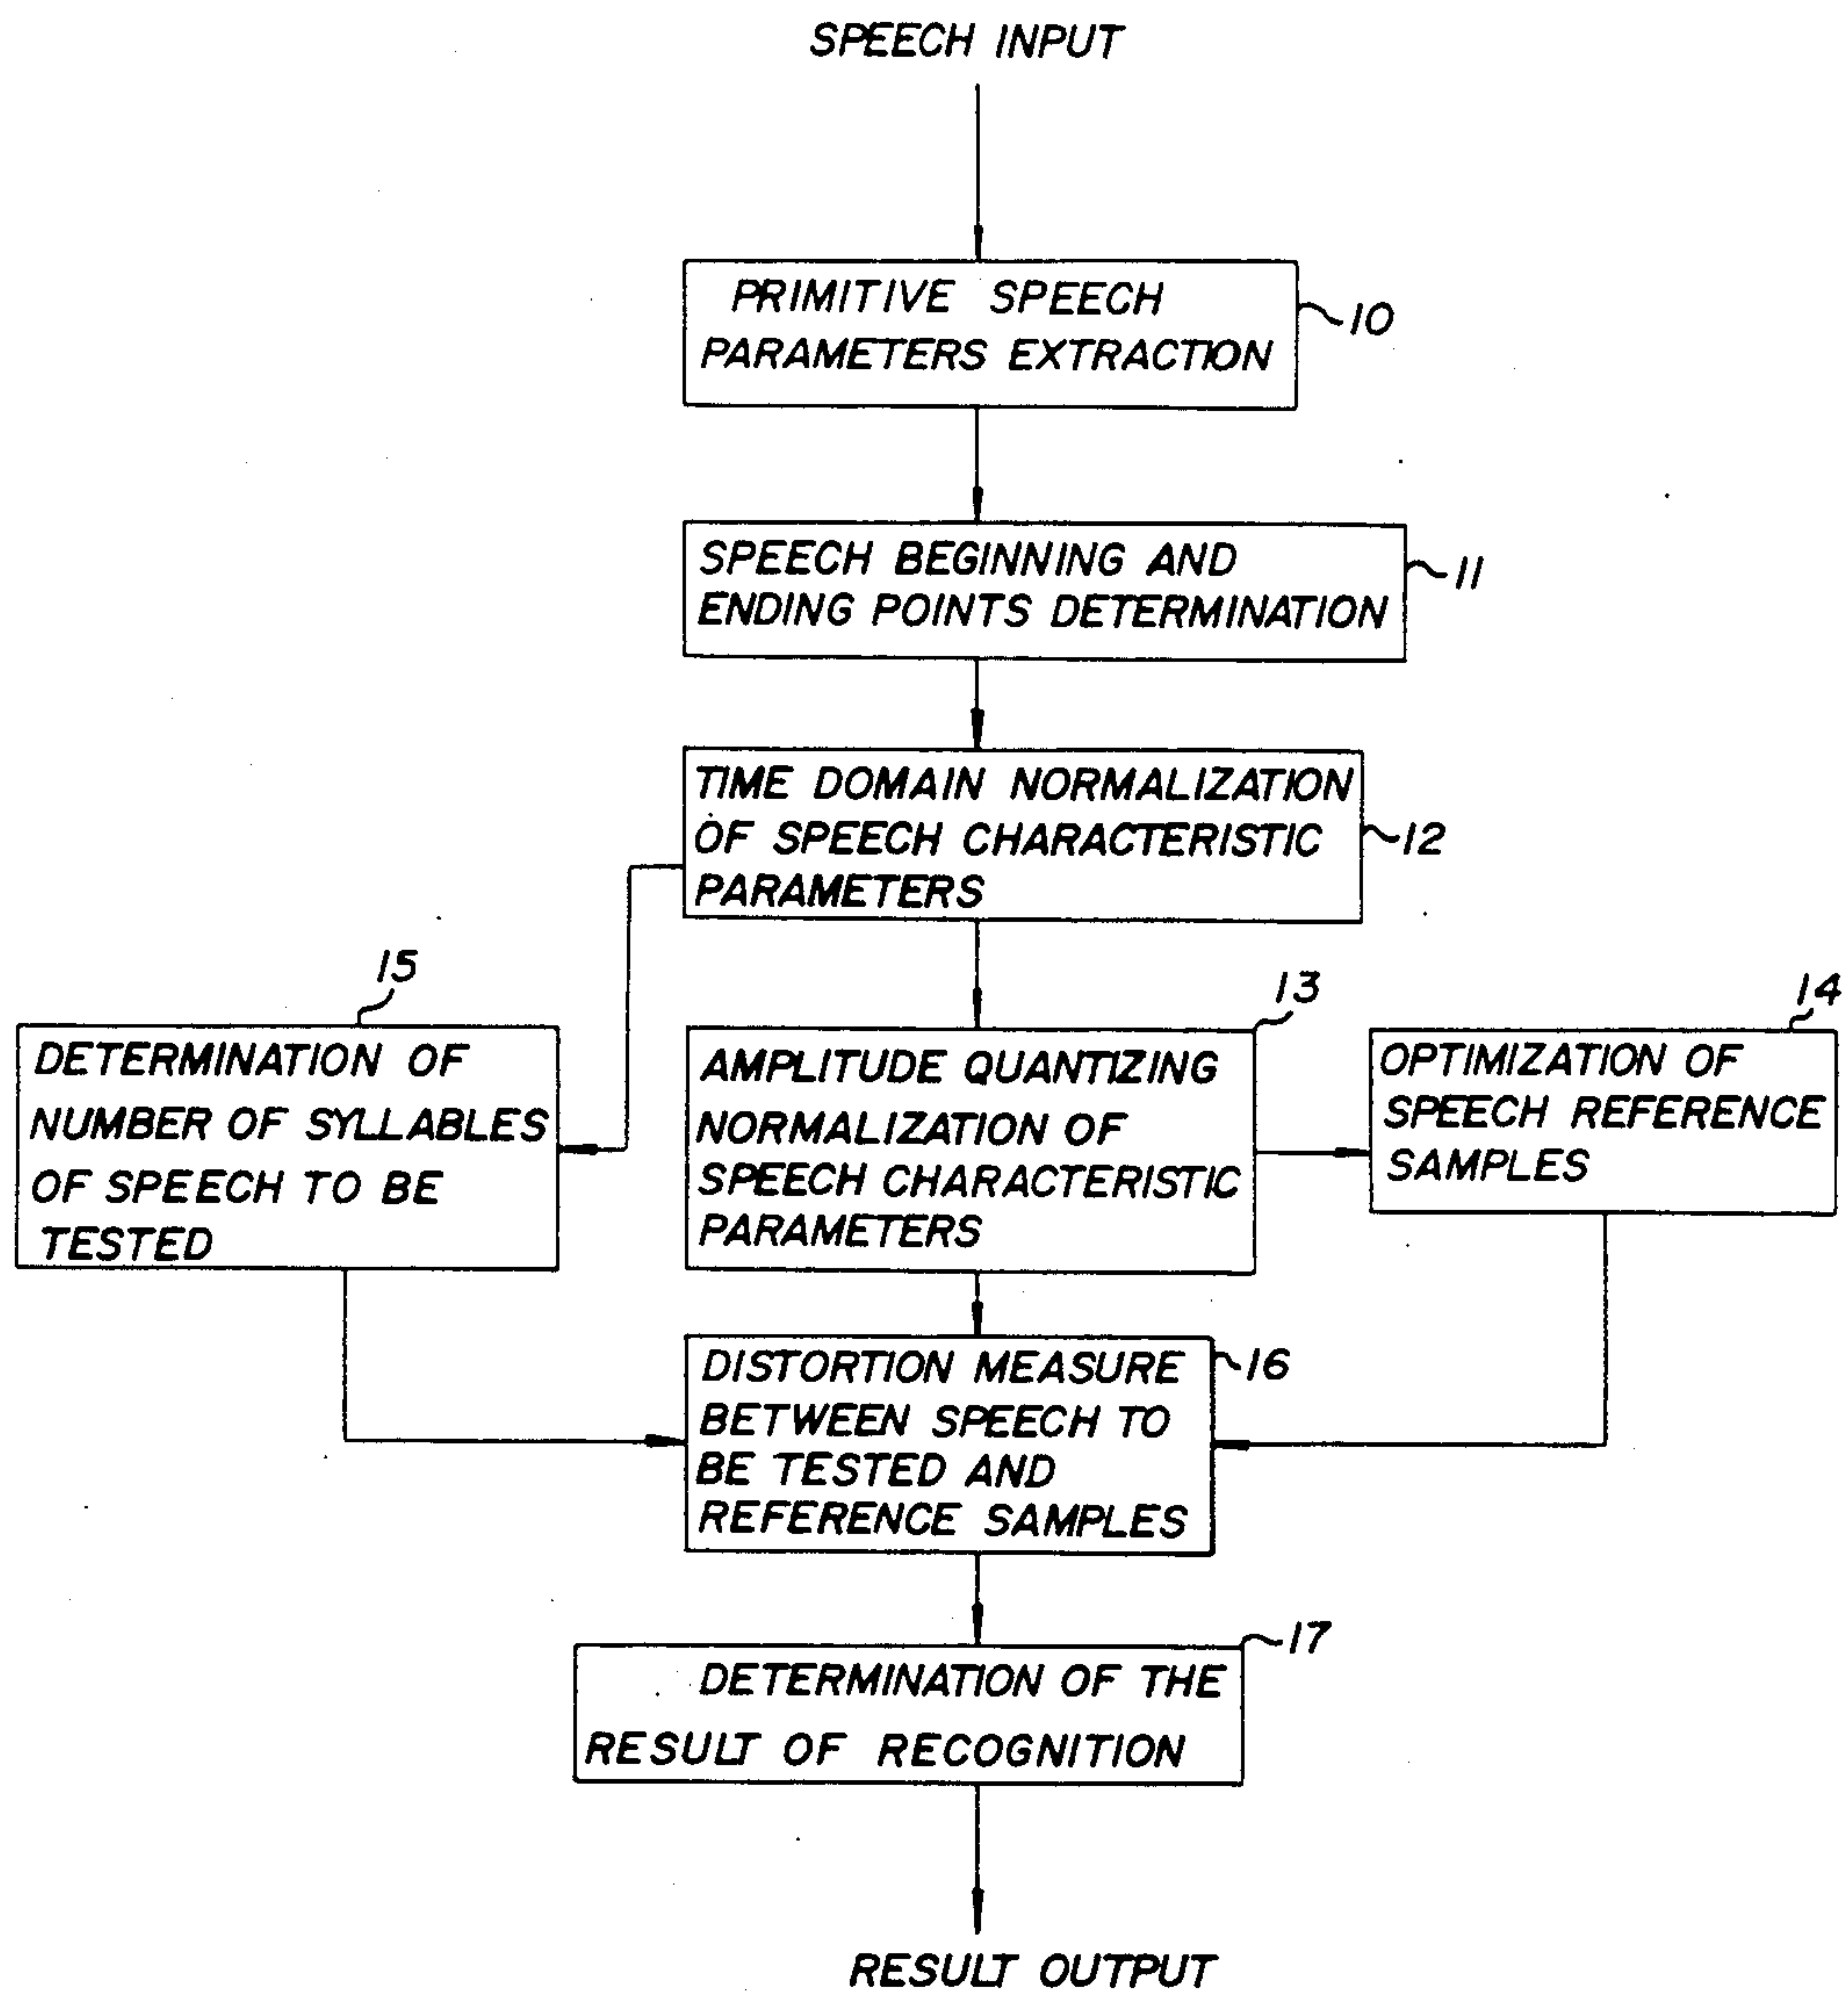 SPEECH INPUT
PRIMITIVE SPEECH
PARAMETERS EXTRACTION
10
SPEECH BEGINNING AND
ENDING POINTS DETERMINATION
11
TIME DOMAIN NORMALIZATION
OF SPEECH CHARACTERISTIC
PARAMETERS
12
15
DETERMINATION OF
NUMBER OF SYLLABLES
OF SPEECH TO BE
TESTED
13
AMPLITUDE QUANTIZING
NORMALIZATION OF
SPEECH CHARACTERISTIC
PARAMETERS
14
OPTIMIZATION OF
SPEECH REFERENCE
SAMPLES
DISTORTION MEASURE
BETWEEN SPEECH TO
BE TESTED AND
REFERENCE SAMPLES
16
17
DETERMINATION OF THE
RESULT OF RECOGNITION
RESULT OUTPUT